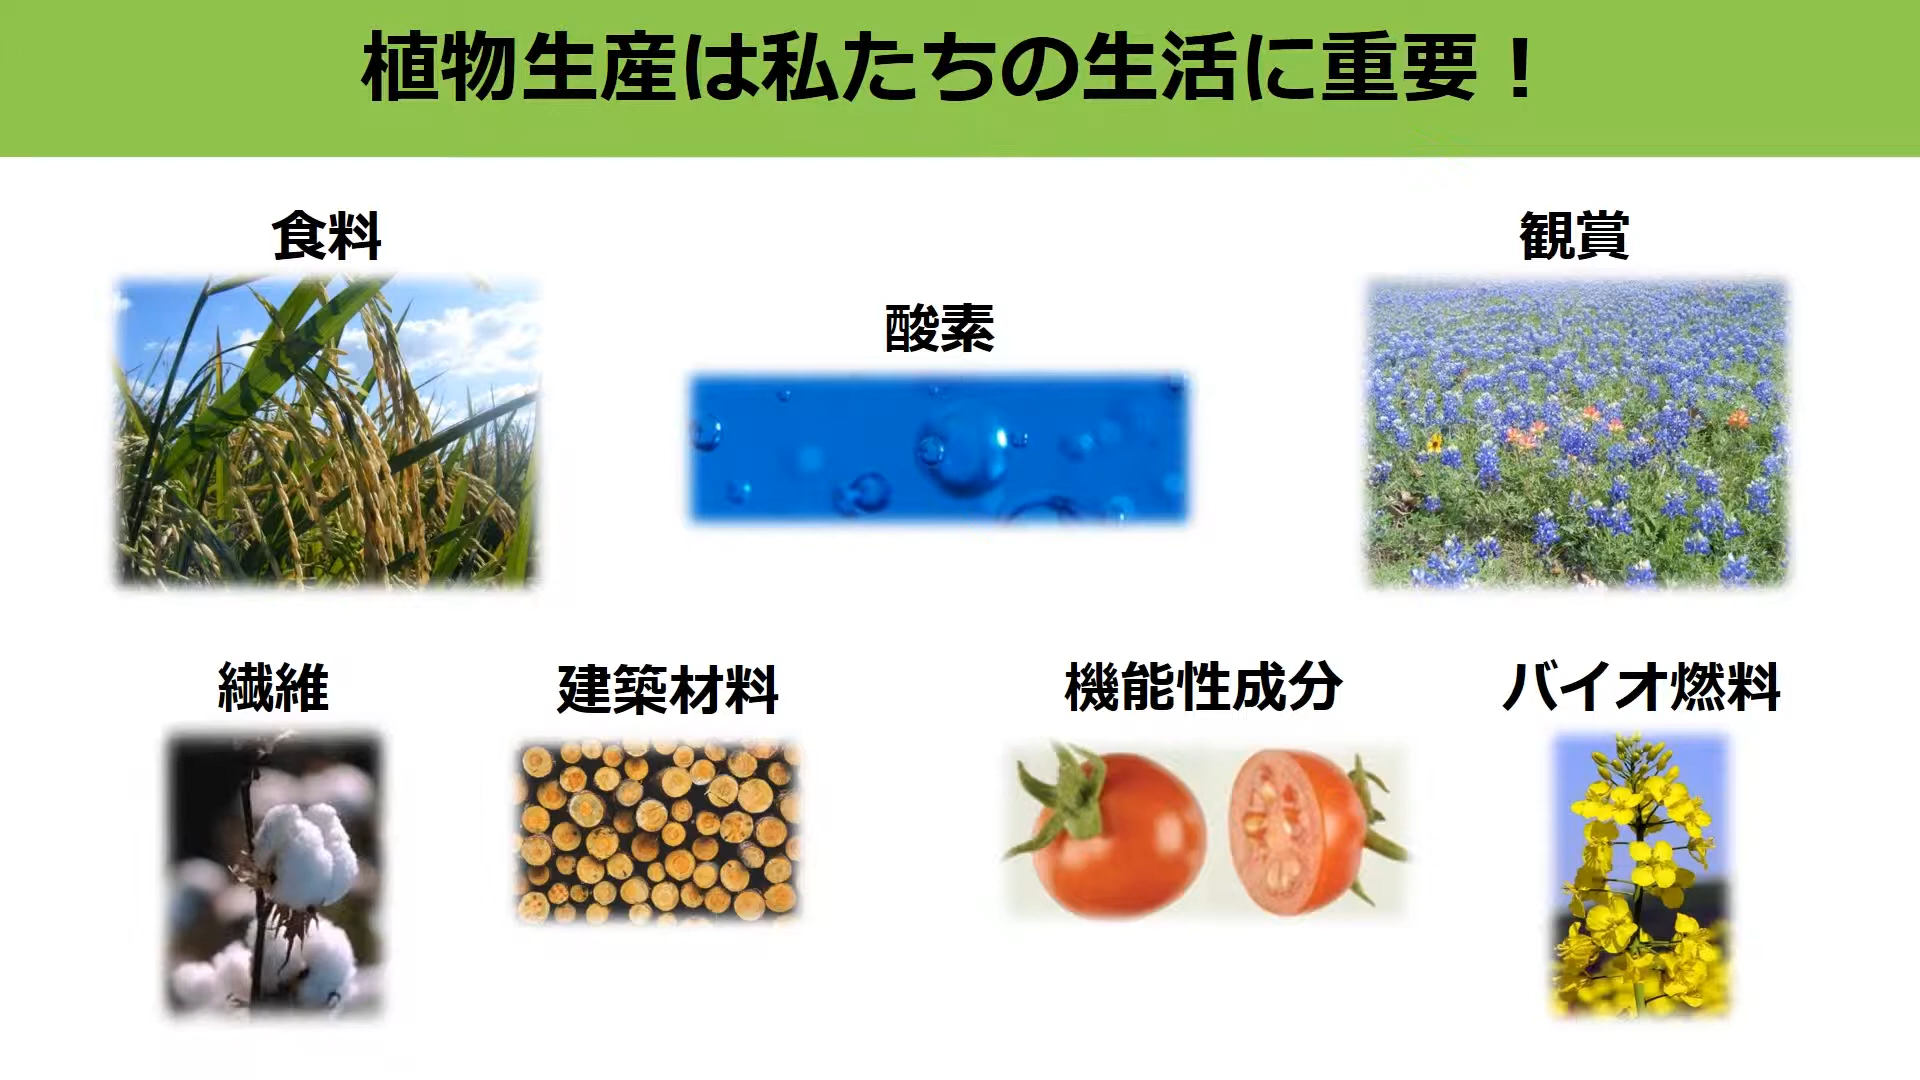 植物生産は私たちの生活に重要！
食料
酸素
観賞
繊維
建築材料
機能性成分
バイオ燃料